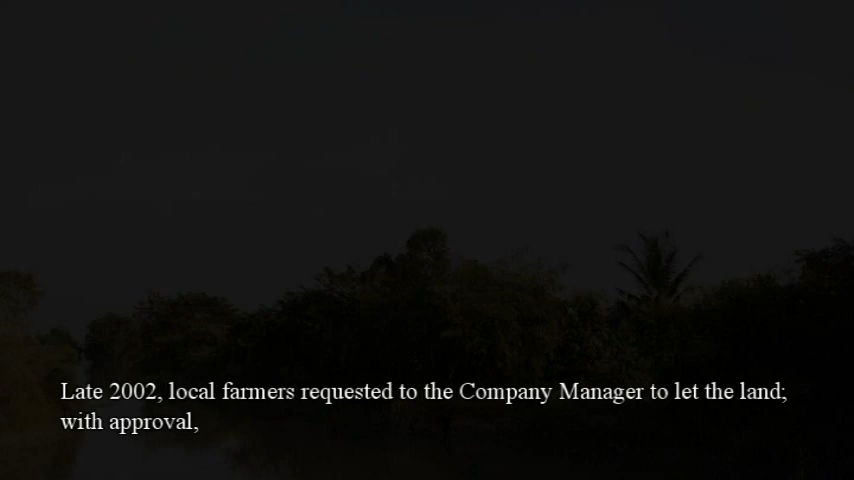 Late 2002, local farmers requested to the Company Manager to let the land;
with approval,